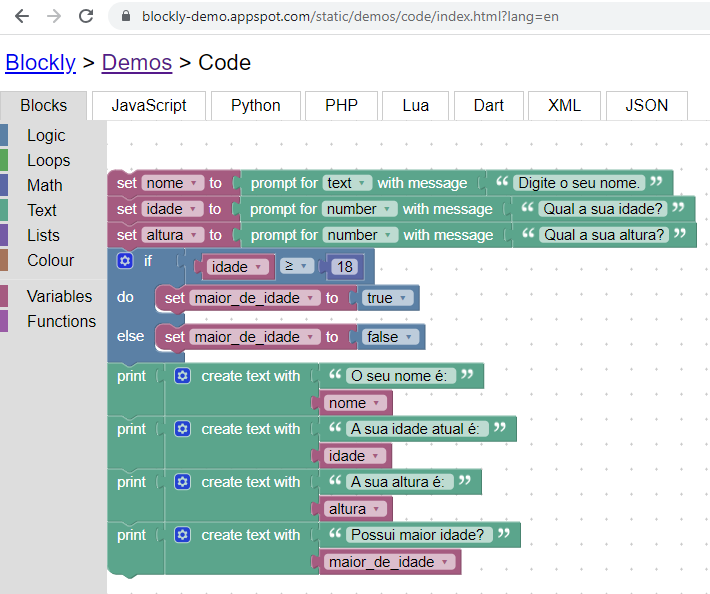 blockly-demo.appspot.com/static/demos/code/index.html?lang=en
Blockly > Demos > Code
Blocks JavaScript Python PHP Lua Dart XML JSON
Logic
Loops
Math
Text
Lists
Colour
Variables
Functions
set nome to prompt for text with message “ Digite o seu nome. ”
set idade to prompt for number with message “ Qual a sua idade? ”
set altura to prompt for number with message “ Qual a sua altura? ”
if idade ≥ 18
do set maior_de_idade to true
else set maior_de_idade to false
print create text with “ O seu nome é: ”
nome
print create text with “ A sua idade atual é: ”
idade
print create text with “ A sua altura é: ”
altura
print create text with “ Possui maior idade? ”
maior_de_idade